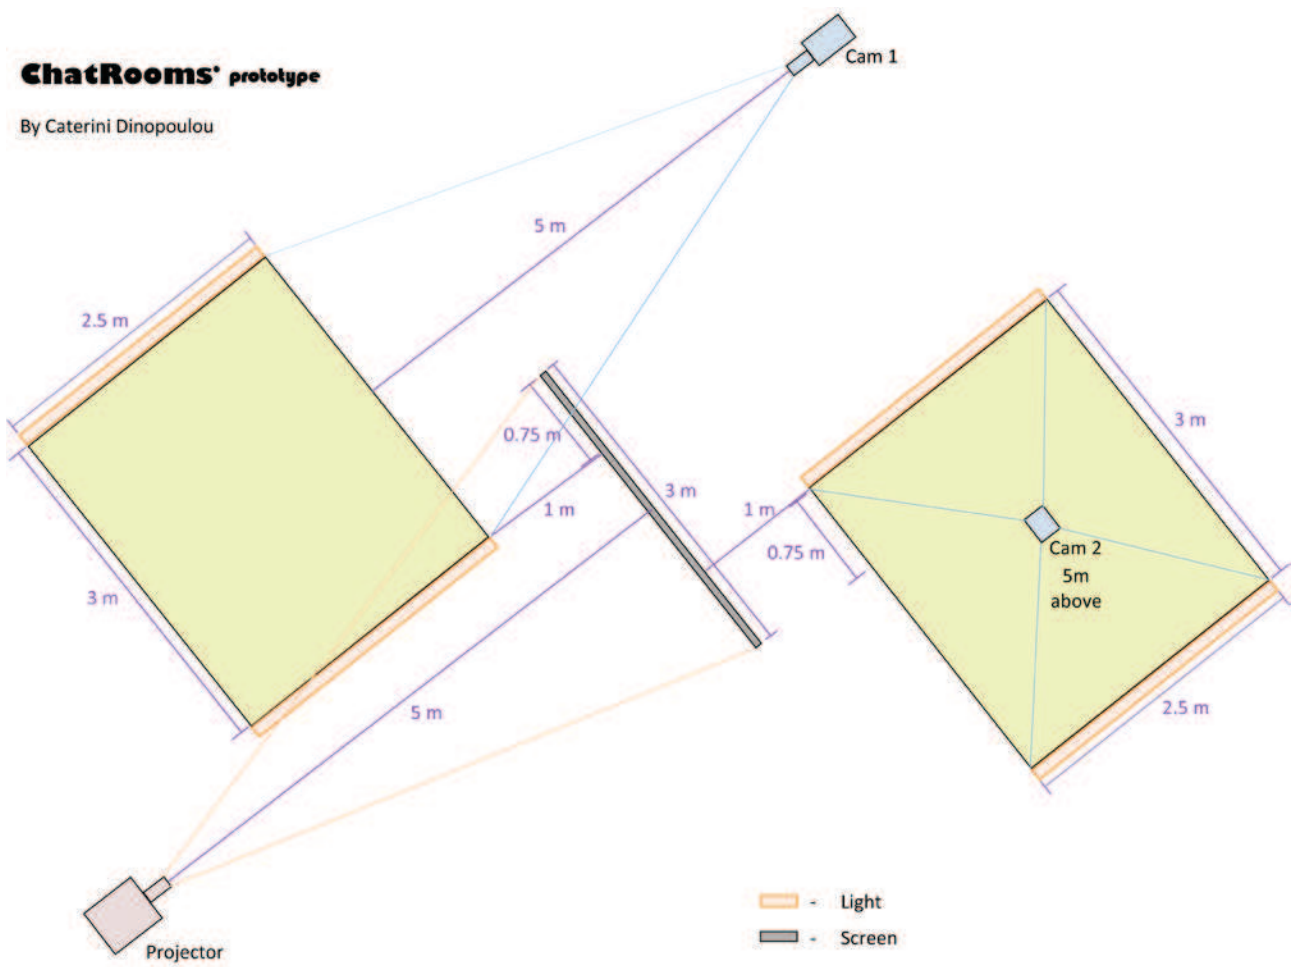 ChatRooms· prototype
By Caterini Dinopoulou
Cam 1
5 m
2.5 m
3 m
0.75 m
3 m
1 m
1 m
0.75 m
Cam 2
5m
above
3 m
5 m
2.5 m
Light
- Screen
Projector